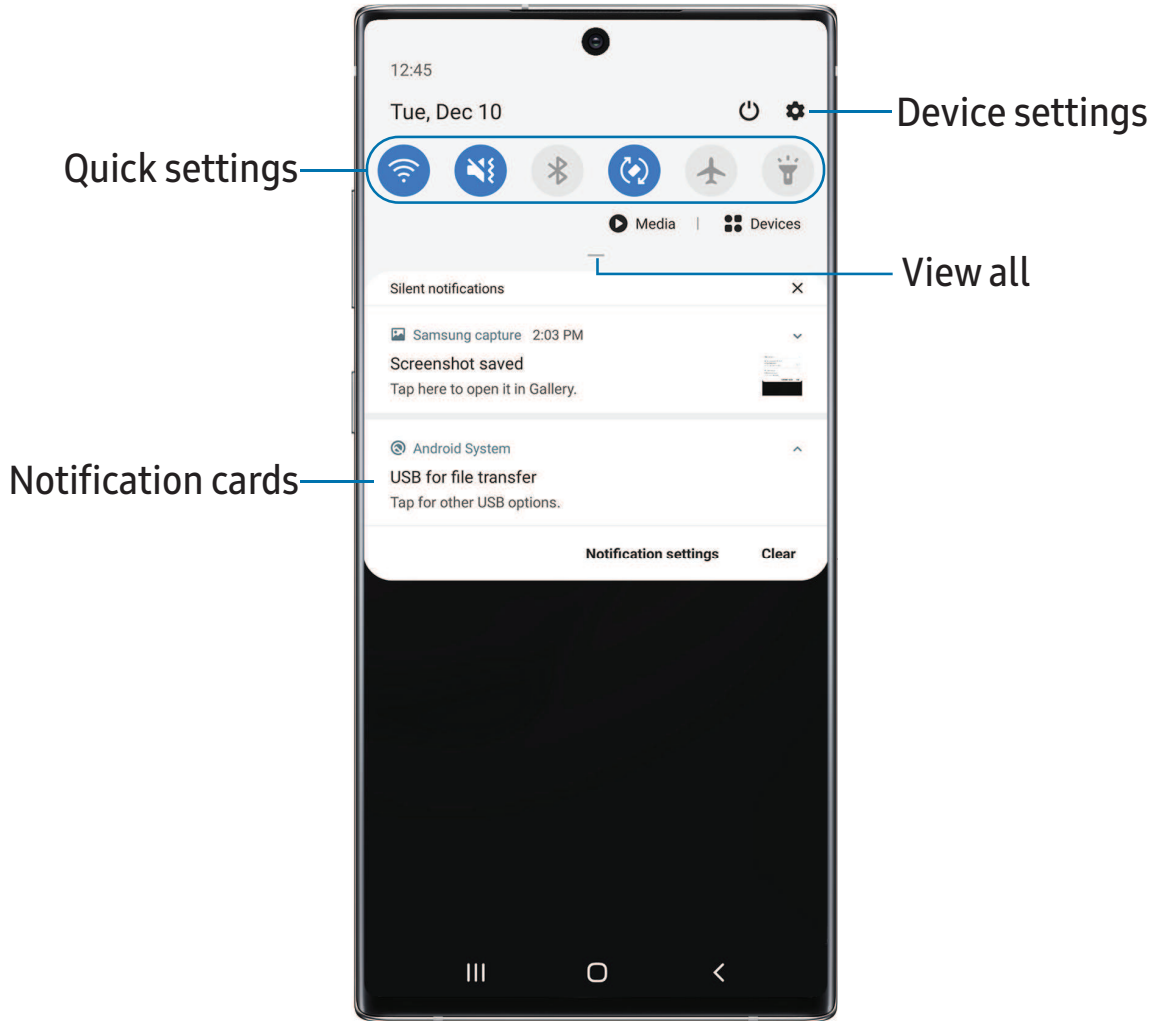 12:45
Tue, Dec 10
Device settings
Quick settings
Media | Devices
View all
Silent notifications
Samsung capture 2:03 PM
Screenshot saved
Tap here to open it in Gallery.
Android System
Notification cards
USB for file transfer
Tap for other USB options.
Notification settings Clear